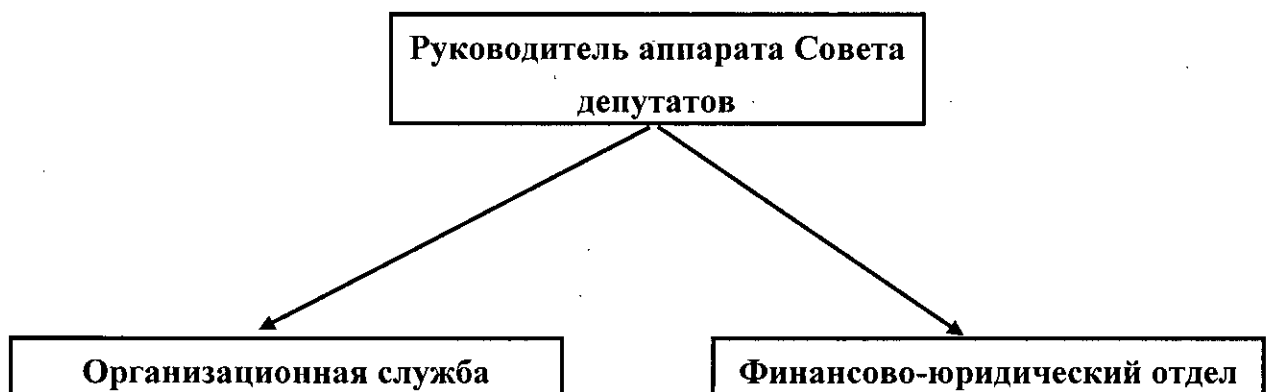 Руководитель аппарата Совета
депутатов
Организационная служба
Финансово-юридический отдел